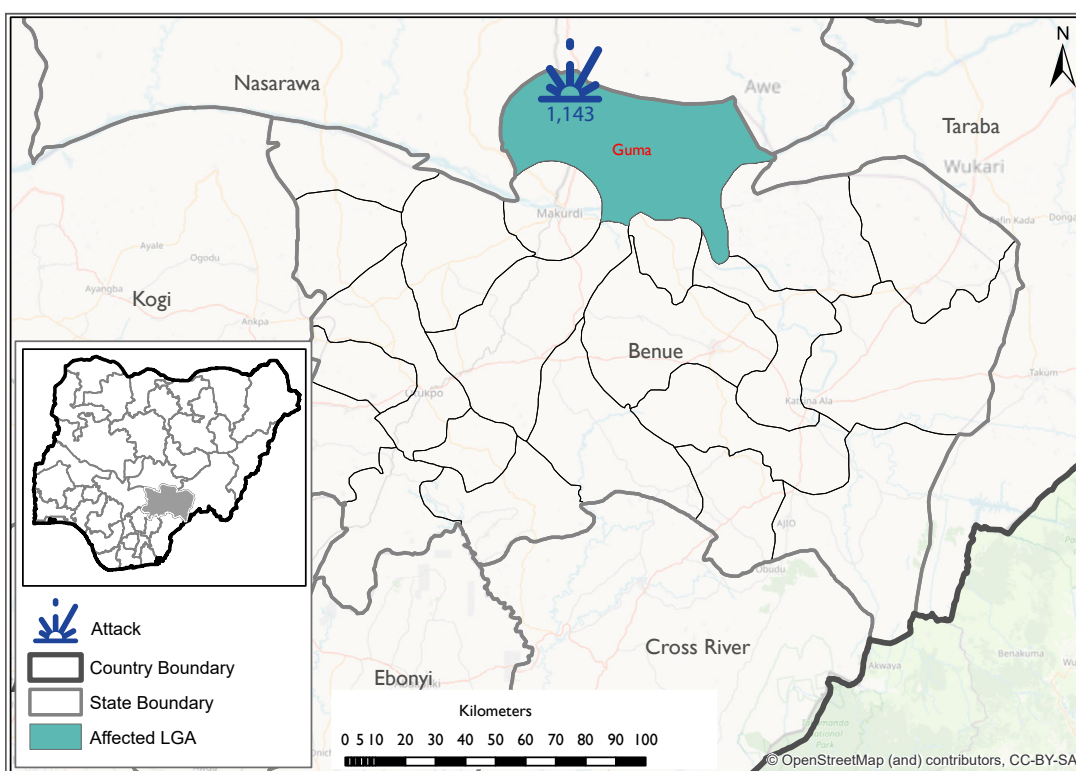 N
Nasarawa
Awe
1,143
Taraba
Guma
Wukari
Makurdi
Ayale
Ogodu
Kogi
Ayangba
Ankpa
Benue
Takum
Katsina Ala
AJIO
Obudu
Attack
Cross River
Benakuma
Country Boundary
Akwaya
Ebonyi
State Boundary
Kilometers
Affected LGA
0 5 10 20 30 40 50 60 70 80 90 100
© OpenStreetMap (and) contributors, CC-BY-SA